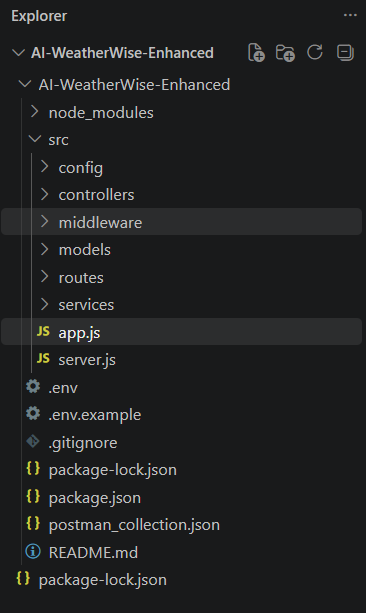 Explorer ...
AI-WeatherWise-Enhanced
AI-WeatherWise-Enhanced
node_modules
src
config
controllers
middleware
models
routes
services
JS app.js
JS server.js
.env
.env.example
.gitignore
{} package-lock.json
{} package.json
{} postman_collection.json
README.md
{} package-lock.json